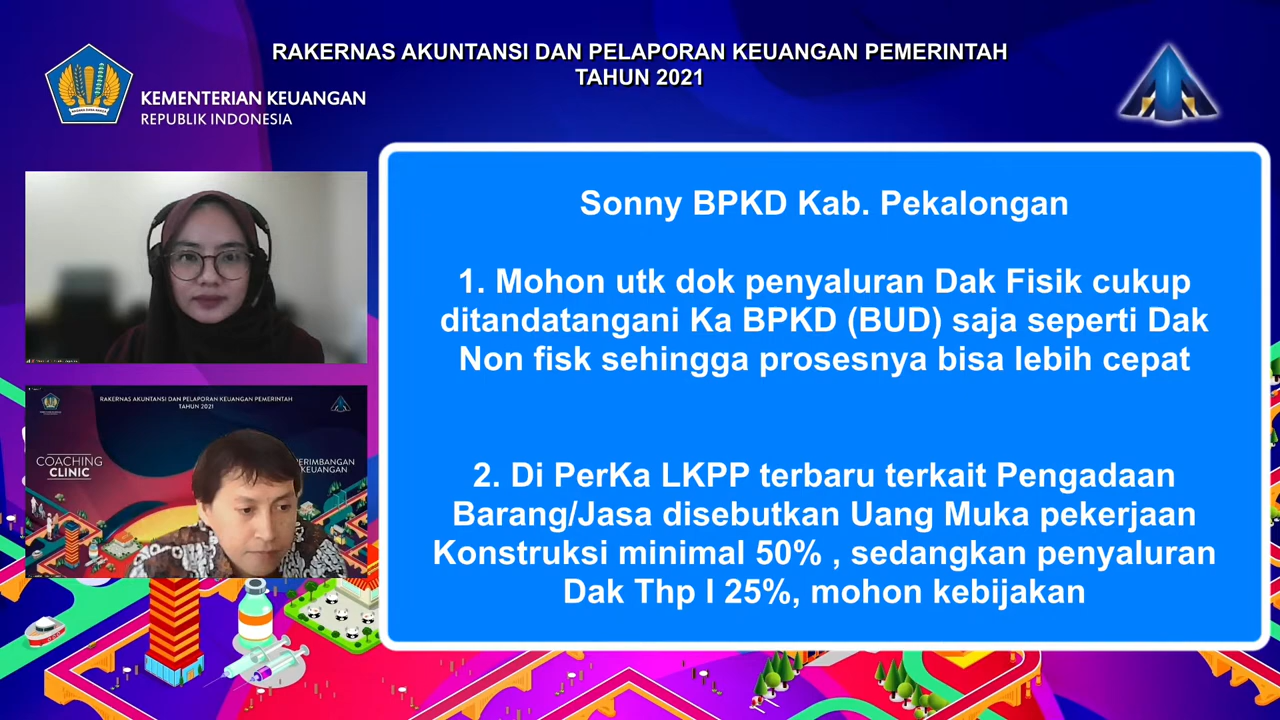 RAKERNAS AKUNTANSI DAN PELAPORAN KEUANGAN PEMERINTAH
TAHUN 2021
KEMENTERIAN KEUANGAN
REPUBLIK INDONESIA
Sonny BPKD Kab. Pekalongan
1. Mohon utk dok penyaluran Dak Fisik cukup
ditandatangani Ka BPKD (BUD) saja seperti Dak
Non fisk sehingga prosesnya bisa lebih cepat
2. Di PerKa LKPP terbaru terkait Pengadaan
Barang/Jasa disebutkan Uang Muka pekerjaan
Konstruksi minimal 50% , sedangkan penyaluran
Dak Thp I 25%, mohon kebijakan
RAKERNAS AKUNTANSI DAN PELAPORAN KEUANGAN PEMERINTAH
TAHUN 2021
COACHING
CLINIC
PERIMBANGAN
KEUANGAN